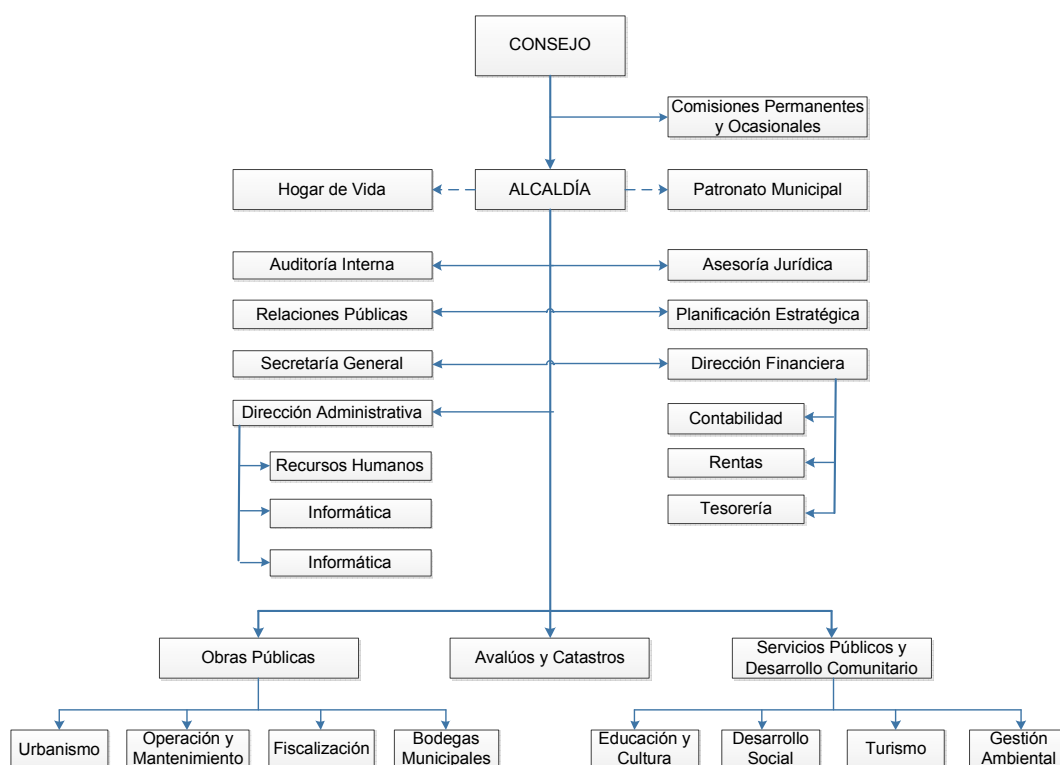 CONSEJO
Comisiones Permanentes
y Ocasionales
Hogar de Vida
ALCALDÍA
Patronato Municipal
Auditoría Interna
Asesoría Jurídica
Relaciones Públicas
Planificación Estratégica
Secretaría General
Dirección Financiera
Dirección Administrativa
Contabilidad
Recursos Humanos
Rentas
Informática
Tesorería
Informática
Obras Públicas
Avalúos y Catastros
Servicios Públicos y
Desarrollo Comunitario
Urbanismo
Operación y
Mantenimiento
Fiscalización
Bodegas
Municipales
Educación y
Cultura
Desarrollo
Social
Turismo
Gestión
Ambiental